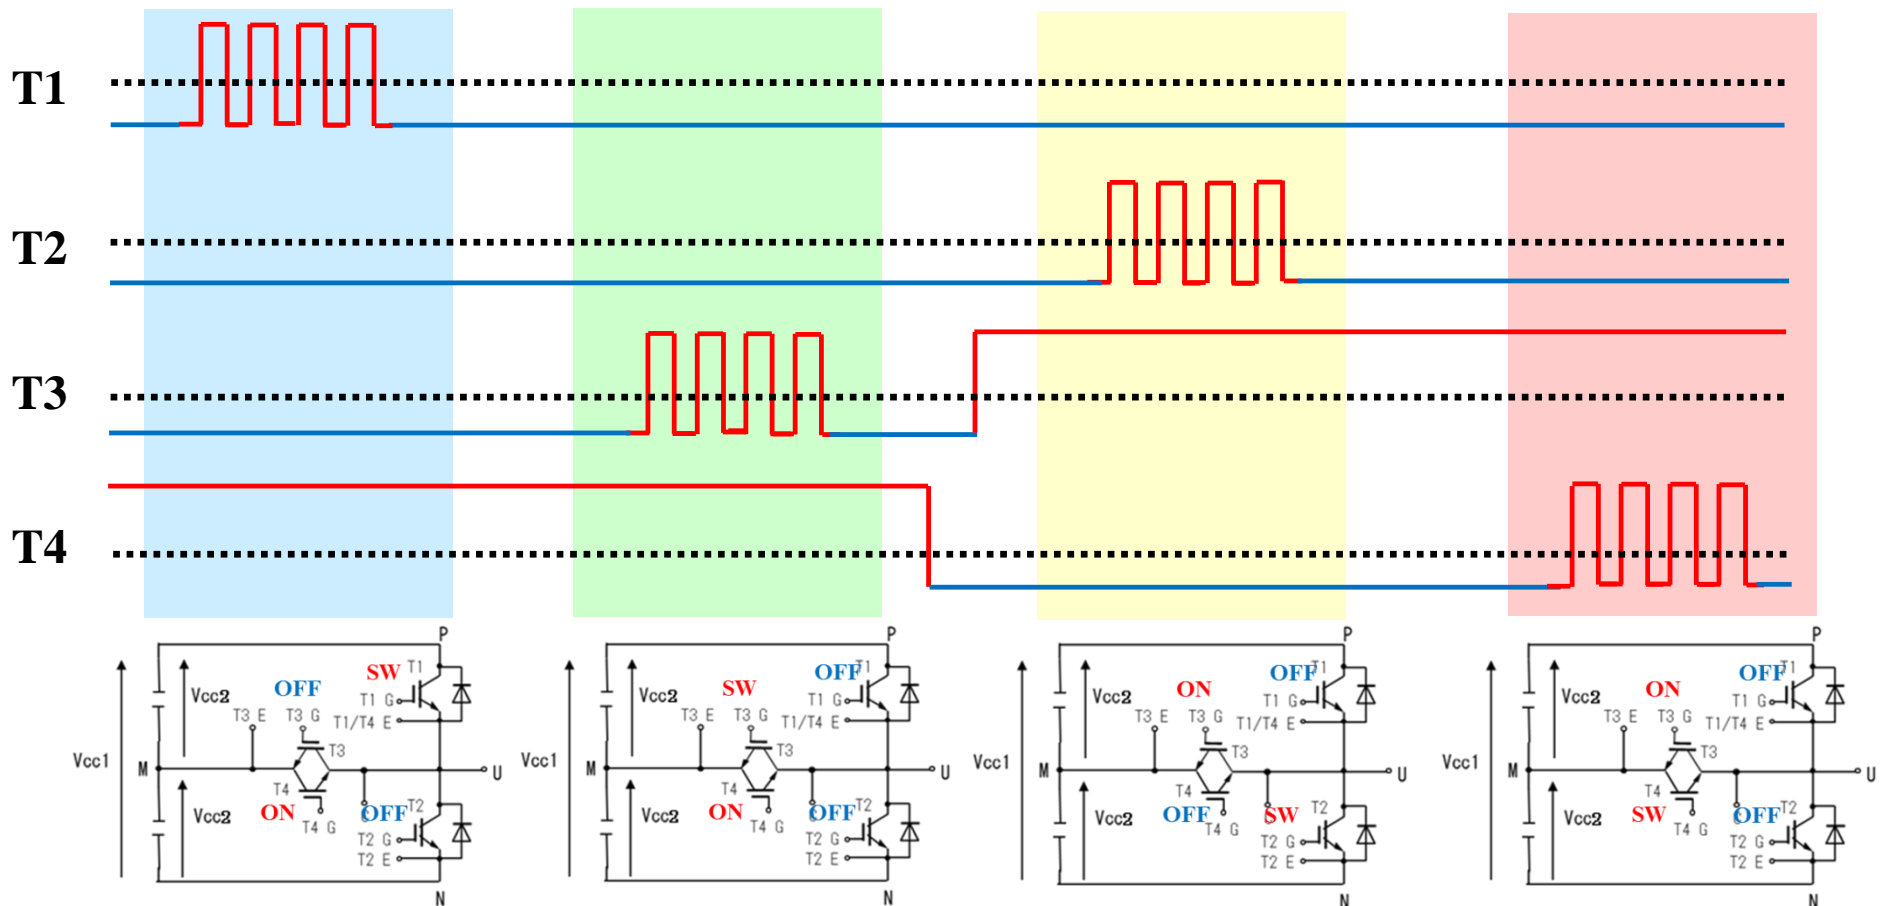 T1
T2
T3
T4
P
SW T1
OFF
Vcc2
T1 G
T3 E T3 G T1/T4 E
T3
Vcc1 M U
T4
ON OFF T2
Vcc2 T4 G T2 G
T2 E
N
P
OFF T1
SW
Vcc2
T1 G
T3 E T3 G T1/T4 E
T3
Vcc1 M U
T4
ON OFF T2
Vcc2 T4 G T2 G
T2 E
N
P
OFF T1
ON
Vcc2
T1 G
T3 E T3 G T1/T4 E
T3
Vcc1 M U
T4
OFF SW T2
Vcc2 T4 G T2 G
T2 E
N
P
OFF T1
ON
Vcc2
T1 G
T3 E T3 G T1/T4 E
T3
Vcc1 M U
T4
SW OFF T2
Vcc2 T4 G T2 G
T2 E
N